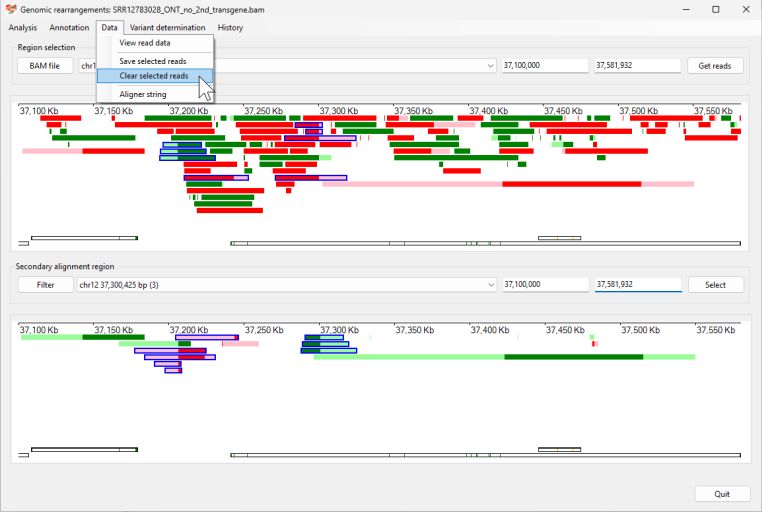 Genomic rearrangements: SRR12783028_ONT_no_2nd_transgene.bam
Analysis Annotation Data Variant determination History
View read data
Save selected reads
Clear selected reads
Aligner string
Region selection
BAM file chr1 37,100,000 37,581,932 Get reads
37,100 Kb 37,150 Kb 37,200 Kb 37,250 Kb 37,300 Kb 37,350 Kb 37,400 Kb 37,450 Kb 37,500 Kb 37,550 Kb
Secondary alignment region
Filter chr12 37,300,425 bp (3) 37,100,000 37,581,932 Select
37,100 Kb 37,150 Kb 37,200 Kb 37,250 Kb 37,300 Kb 37,350 Kb 37,400 Kb 37,450 Kb 37,500 Kb 37,550 Kb
Quit